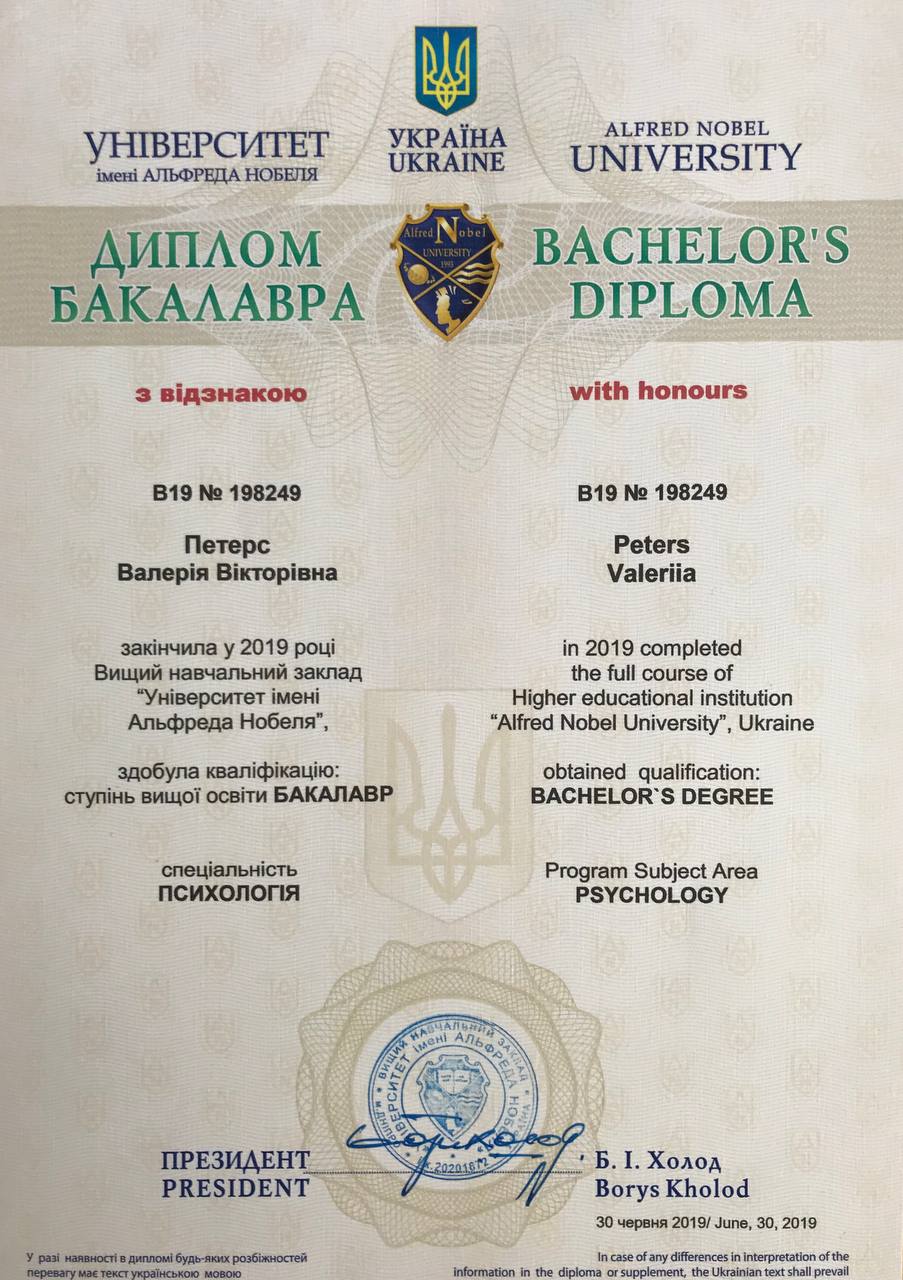 УКРАЇНА
UKRAINE
УНІВЕРСИТЕТ
імені АЛЬФРЕДА НОБЕЛЯ
ALFRED NOBEL
UNIVERSITY
Alfred Nobel
UNIVERSITY
1993
ДИПЛОМ
БАКАЛАВРА
BACHELOR'S
DIPLOMA
з відзнакою
with honours
В19 № 198249
Петерс
Валерія Вікторівна
закінчила у 2019 році
Вищий навчальний заклад
“Університет імені
Альфреда Нобеля”,
здобула кваліфікацію:
ступінь вищої освіти БАКАЛАВР
спеціальність
ПСИХОЛОГІЯ
B19 № 198249
Peters
Valeriia
in 2019 completed
the full course of
Higher educational institution
“Alfred Nobel University”, Ukraine
obtained qualification:
BACHELOR`S DEGREE
Program Subject Area
PSYCHOLOGY
ВИЩИЙ НАВЧАЛЬНИЙ ЗАКЛАД
УНІВЕРСИТЕТ імені АЛЬФРЕДА НОБЕЛЯ
ПРЕЗИДЕНТ
PRESIDENT
Б. І. Холод
Borys Kholod
30 червня 2019/ June, 30, 2019
У разі наявності в дипломі будь-яких розбіжностей
перевагу має текст українською мовою
In case of any differences in interpretation of the
information in the diploma or supplement, the Ukrainian text shall prevail